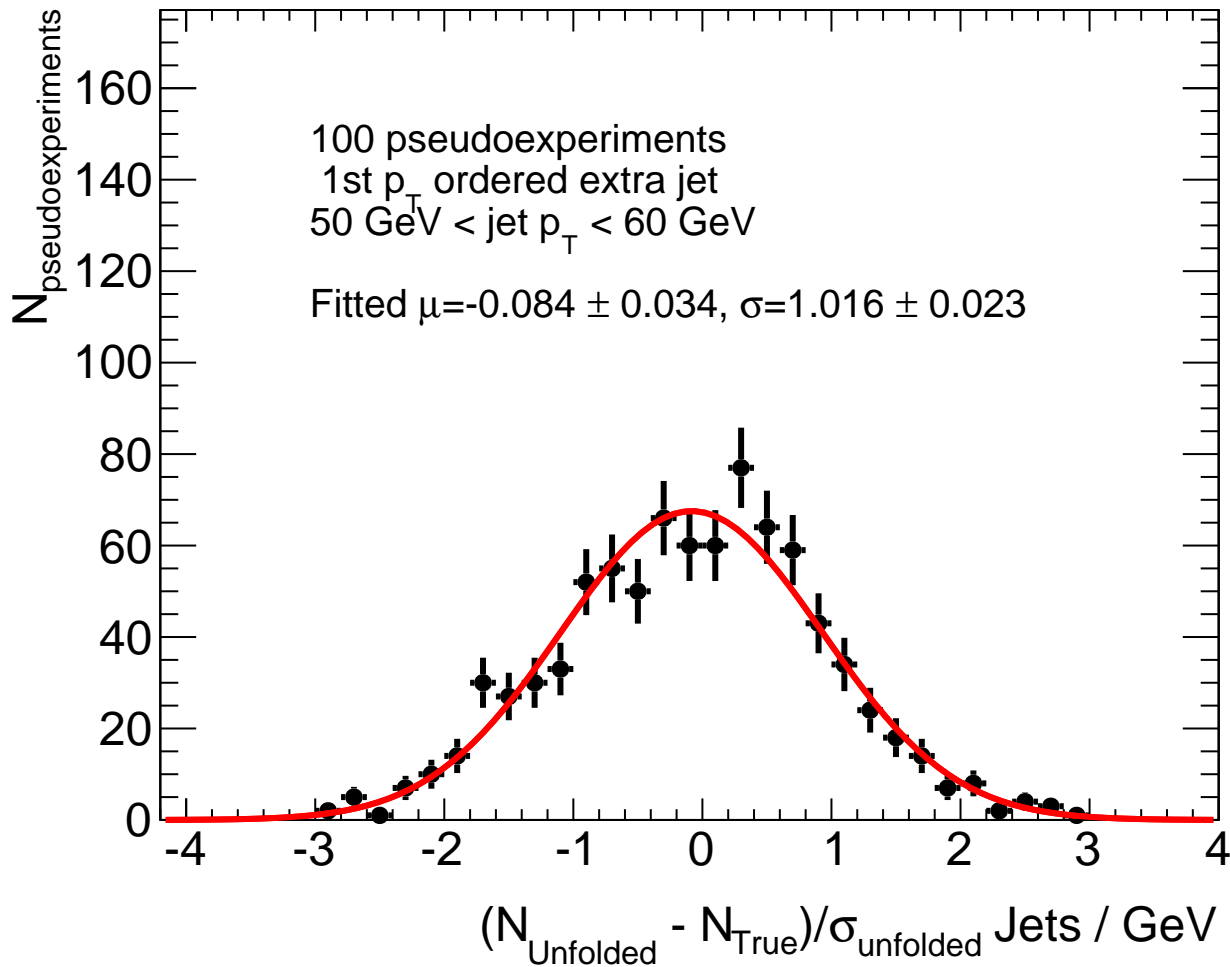 N_pseudoexperiments
160
140
120
100
80
60
40
20
0
100 pseudoexperiments
1st p_T ordered extra jet
50 GeV < jet p_T < 60 GeV
Fitted μ=-0.084 ± 0.034, σ=1.016 ± 0.023
-4 -3 -2 -1 0 1 2 3 4
(N_Unfolded - N_True)/σ_unfolded Jets / GeV